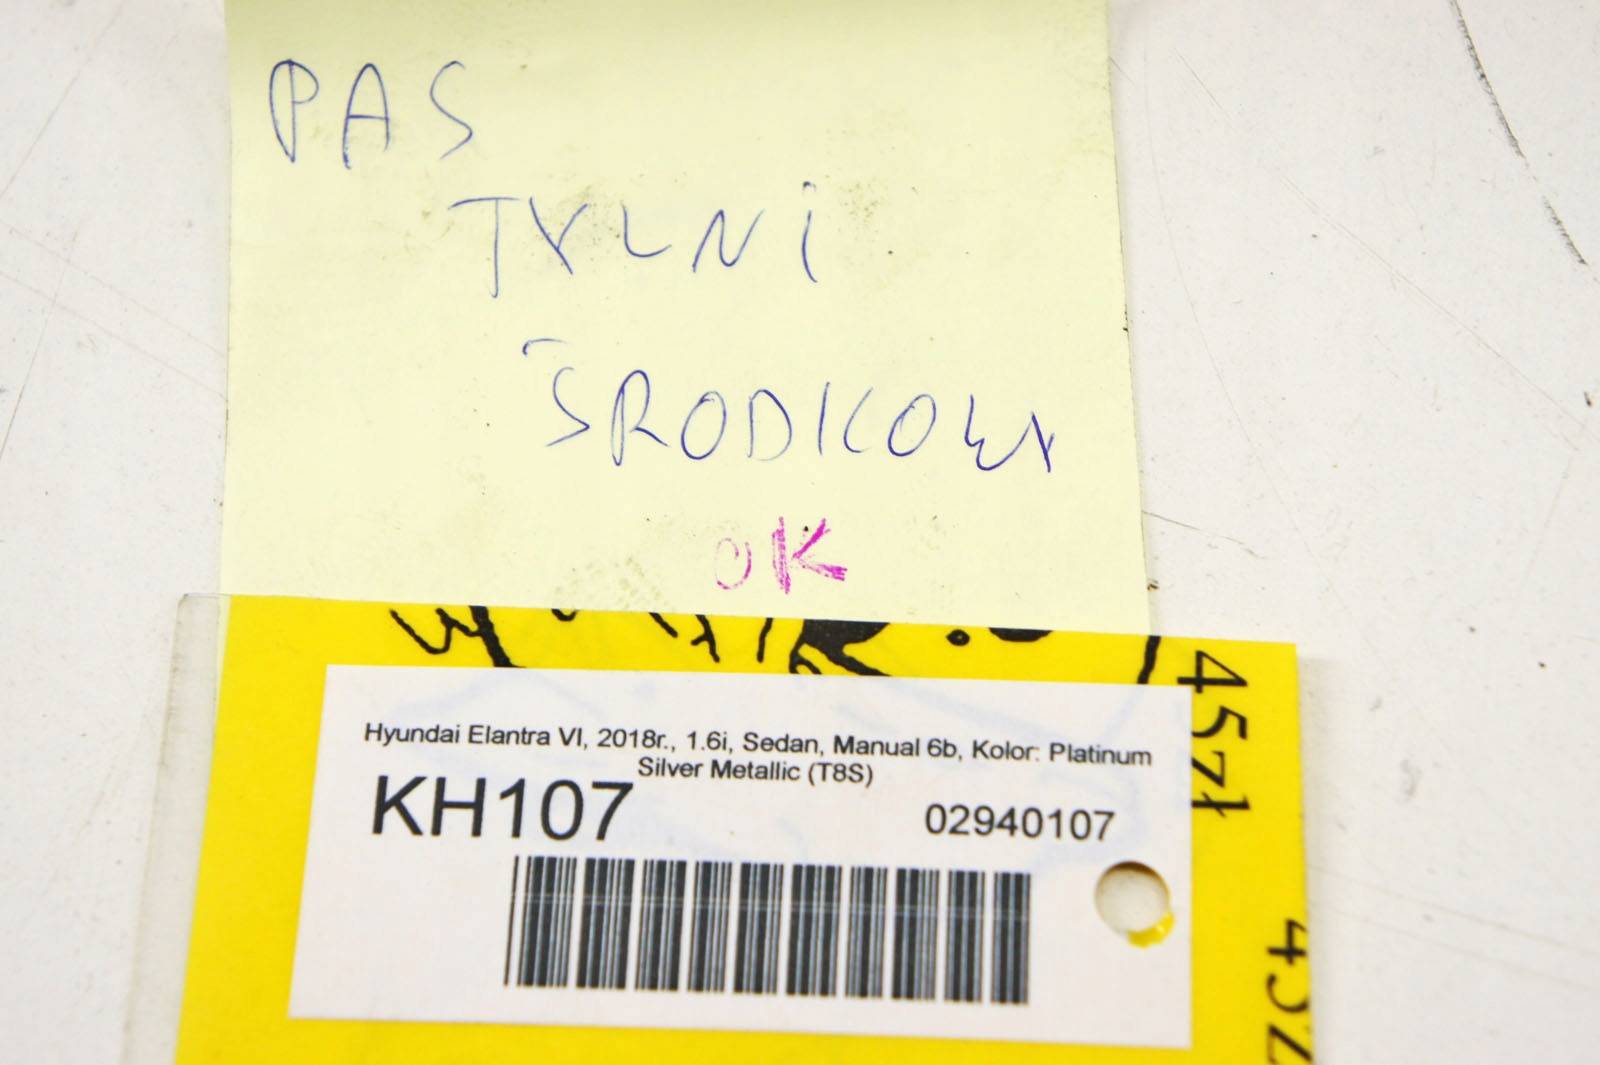 PAS
TYLNi
ŚRODKOWY
OK
Hyundai Elantra VI, 2018r., 1.6i, Sedan, Manual 6b, Kolor: Platinum
Silver Metallic (T8S)
KH107
02940107